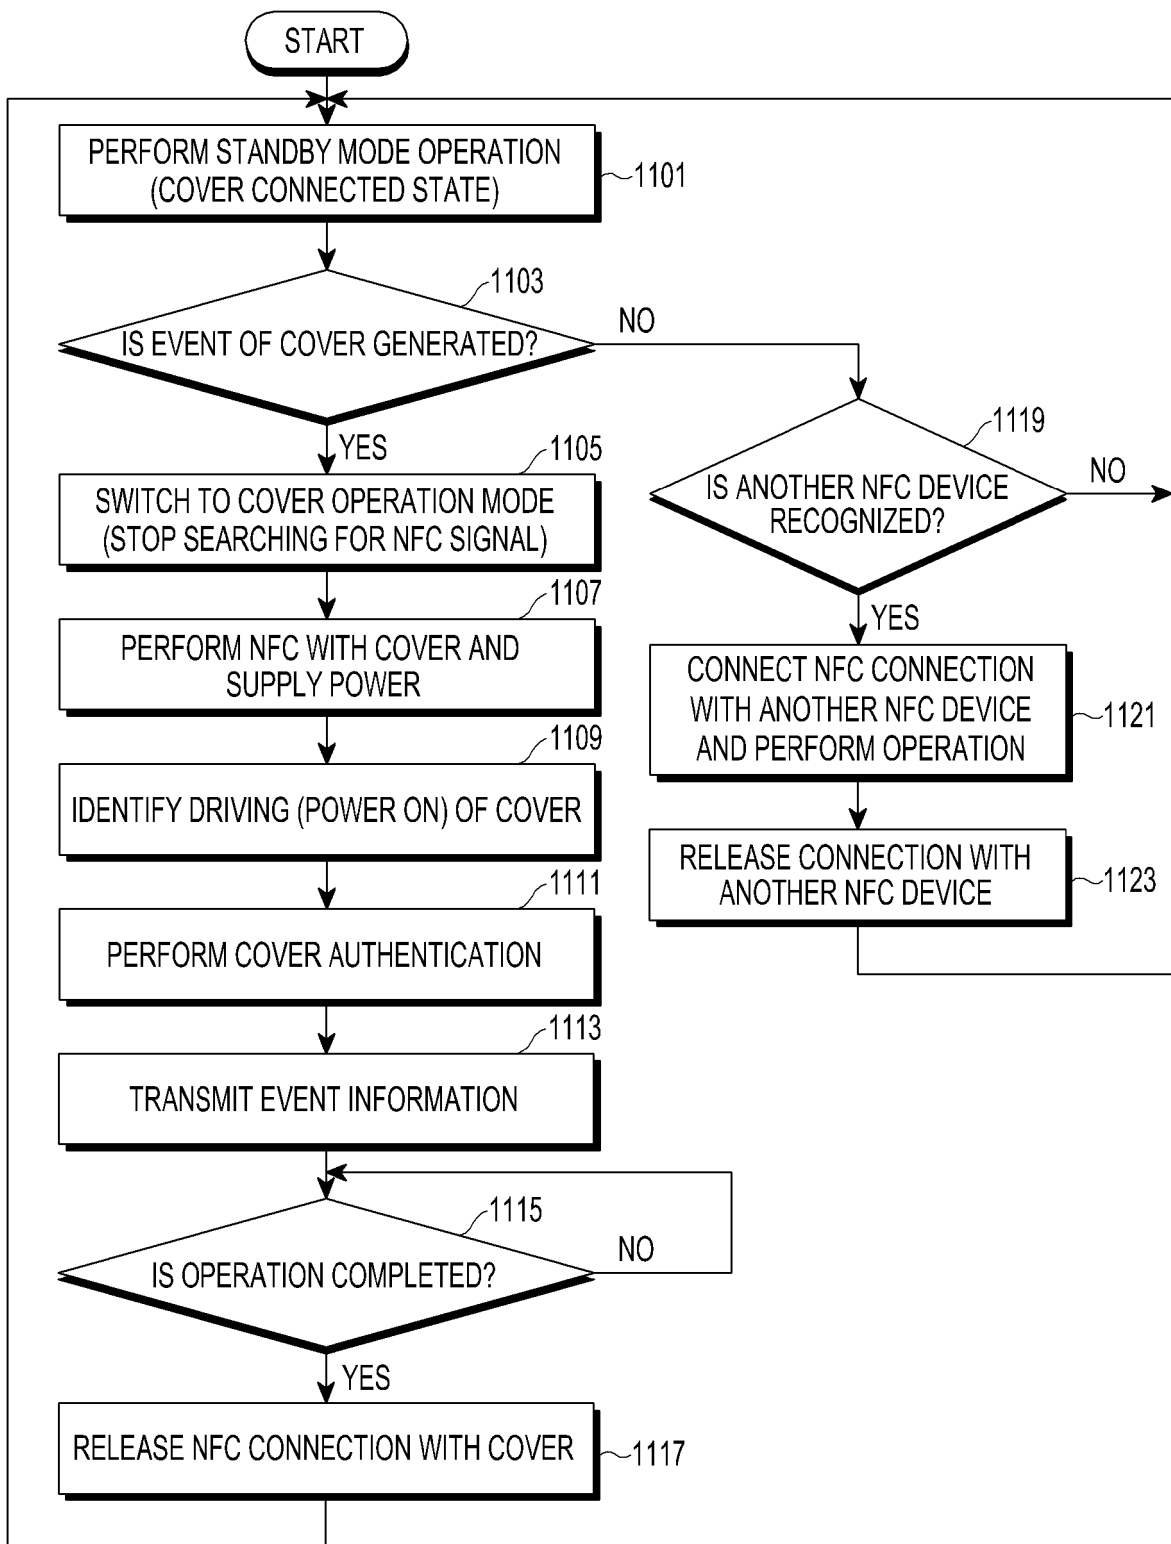 START
PERFORM STANDBY MODE OPERATION
(COVER CONNECTED STATE)
1101
1103
IS EVENT OF COVER GENERATED?
NO
YES
1105
SWITCH TO COVER OPERATION MODE
(STOP SEARCHING FOR NFC SIGNAL)
1107
PERFORM NFC WITH COVER AND
SUPPLY POWER
1109
IDENTIFY DRIVING (POWER ON) OF COVER
1111
PERFORM COVER AUTHENTICATION
1113
TRANSMIT EVENT INFORMATION
1115
IS OPERATION COMPLETED?
NO
YES
RELEASE NFC CONNECTION WITH COVER
1117
1119
IS ANOTHER NFC DEVICE
RECOGNIZED?
NO
YES
CONNECT NFC CONNECTION
WITH ANOTHER NFC DEVICE
AND PERFORM OPERATION
1121
RELEASE CONNECTION WITH
ANOTHER NFC DEVICE
1123